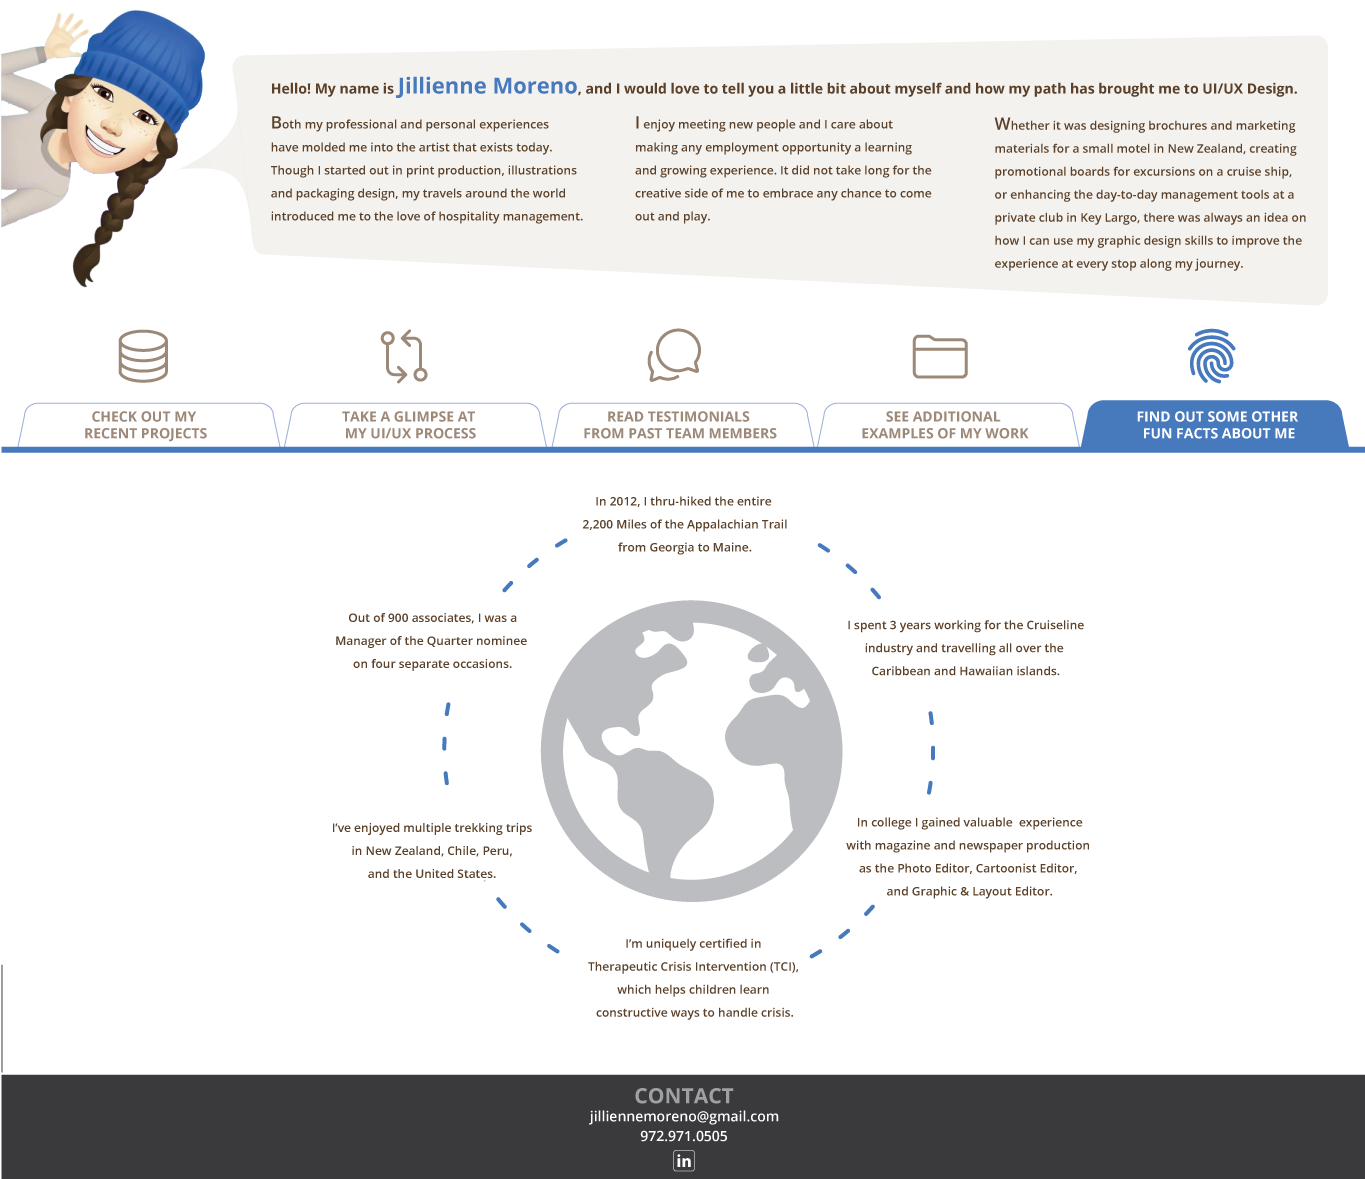 Hello! My name is Jillienne Moreno, and I would love to tell you a little bit about myself and how my path has brought me to UI/UX Design.
Both my professional and personal experiences
have molded me into the artist that exists today.
Though I started out in print production, illustrations
and packaging design, my travels around the world
introduced me to the love of hospitality management.
I enjoy meeting new people and I care about
making any employment opportunity a learning
and growing experience. It did not take long for the
creative side of me to embrace any chance to come
out and play.
Whether it was designing brochures and marketing
materials for a small motel in New Zealand, creating
promotional boards for excursions on a cruise ship,
or enhancing the day-to-day management tools at a
private club in Key Largo, there was always an idea on
how I can use my graphic design skills to improve the
experience at every stop along my journey.
CHECK OUT MY
RECENT PROJECTS
TAKE A GLIMPSE AT
MY UI/UX PROCESS
READ TESTIMONIALS
FROM PAST TEAM MEMBERS
SEE ADDITIONAL
EXAMPLES OF MY WORK
FIND OUT SOME OTHER
FUN FACTS ABOUT ME
In 2012, I thru-hiked the entire
2,200 Miles of the Appalachian Trail
from Georgia to Maine.
Out of 900 associates, I was a
Manager of the Quarter nominee
on four separate occasions.
I spent 3 years working for the Cruiseline
industry and travelling all over the
Caribbean and Hawaiian islands.
I've enjoyed multiple trekking trips
in New Zealand, Chile, Peru,
and the United States.
In college I gained valuable experience
with magazine and newspaper production
as the Photo Editor, Cartoonist Editor,
and Graphic & Layout Editor.
I'm uniquely certified in
Therapeutic Crisis Intervention (TCI),
which helps children learn
constructive ways to handle crisis.
CONTACT
jilliennemoreno@gmail.com
972.971.0505
in